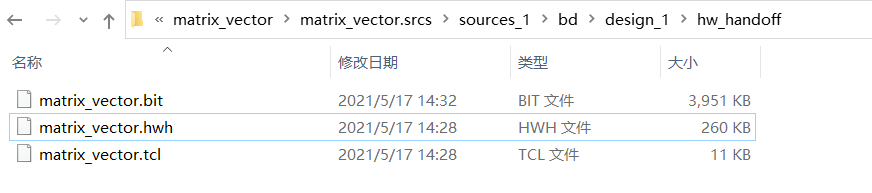 « matrix_vector > matrix_vector.srcs > sources_1 > bd > design_1 > hw_handoff
名称 修改日期 类型 大小
matrix_vector.bit 2021/5/17 14:32 BIT 文件 3,951 KB
matrix_vector.hwh 2021/5/17 14:28 HWH 文件 260 KB
matrix_vector.tcl 2021/5/17 14:28 TCL 文件 11 KB